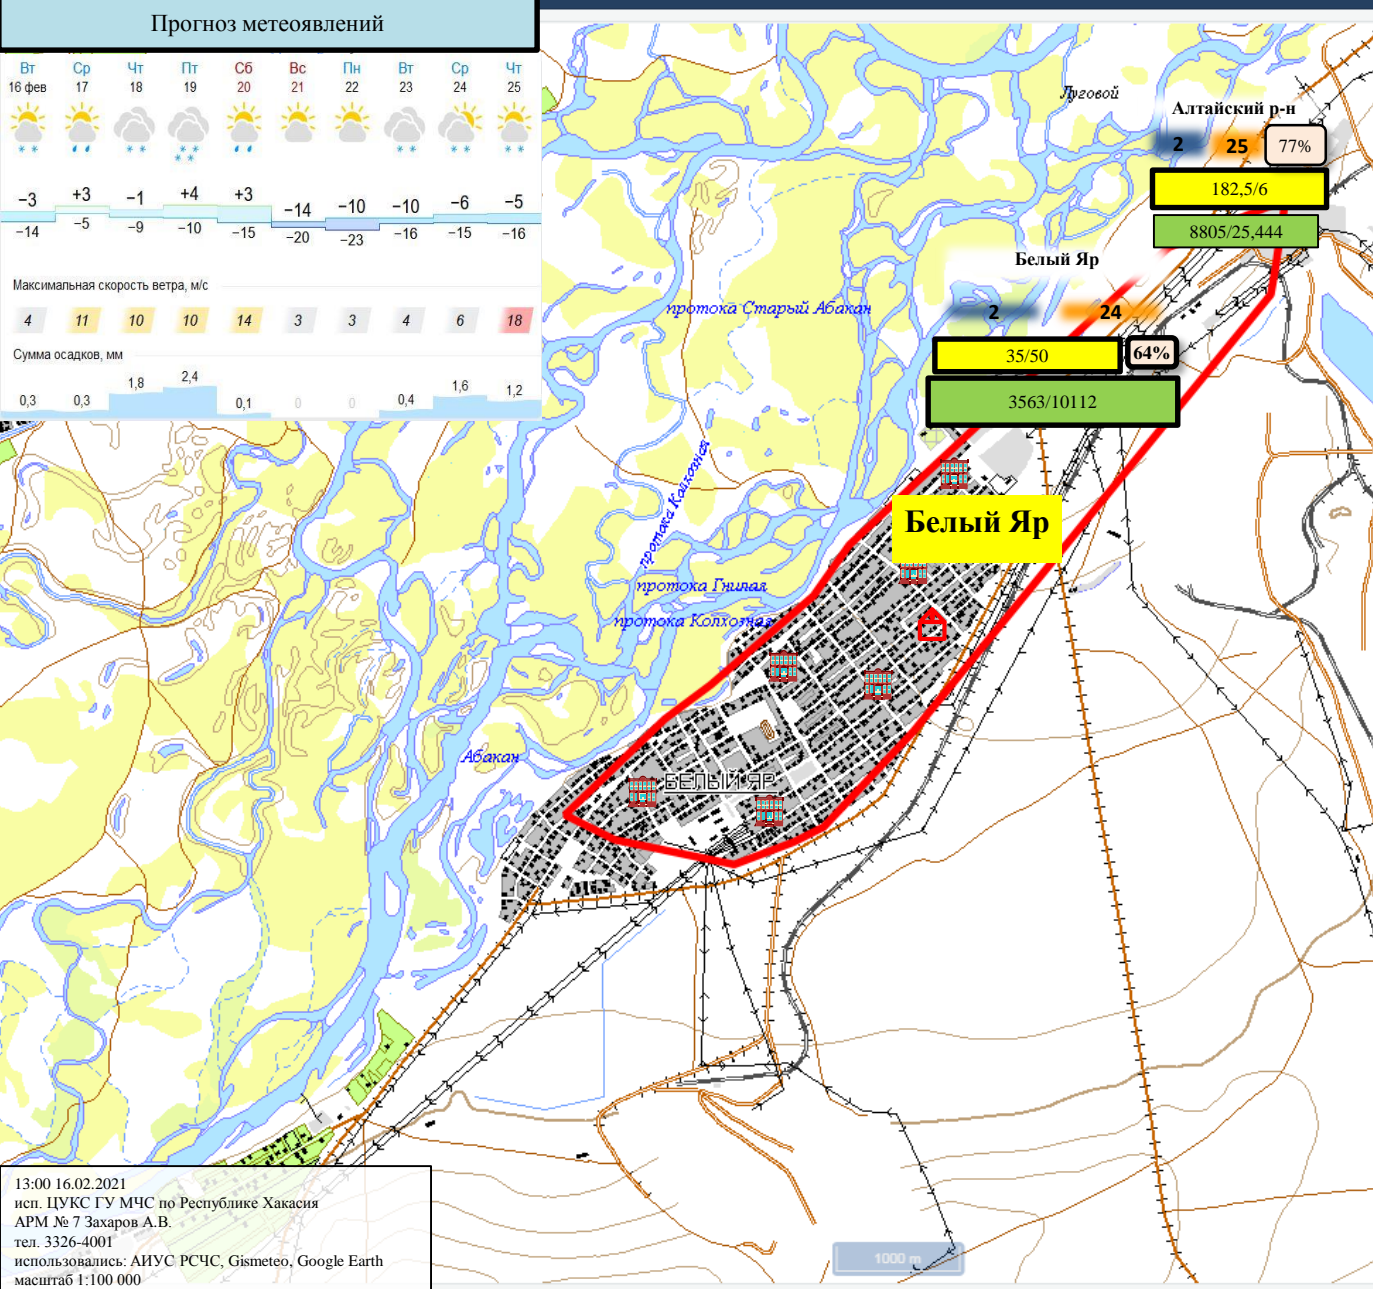 Прогноз метеоявлений
Вт Ср Чт Пт Сб Вс Пн Вт Ср Чт
16 фев 17 18 19 20 21 22 23 24 25
−3 +3 −1 +4 +3 −14 −10 −10 −6 −5
−14 −5 −9 −10 −15 −20 −23 −16 −15 −16
Максимальная скорость ветра, м/с
4 11 10 10 14 3 3 4 6 18
Сумма осадков, мм
0,3 0,3 1,8 2,4 0,1 0 0 0,4 1,6 1,2
Луговой
Алтайский р-н
2 25 77%
182,5/6
8805/25,444
Белый Яр
2 24
35/50 64%
3563/10112
протока Старый Абакан
протока Колхозная
Белый Яр
протока Гнилая
протока Колхозная
Абакан
БЕЛЫЙ ЯР
13:00 16.02.2021
исп. ЦУКС ГУ МЧС по Республике Хакасия
АРМ № 7 Захаров А.В.
тел. 3326-4001
использовались: АИУС РСЧС, Gismeteo, Google Earth
масштаб 1:100 000
1000 m